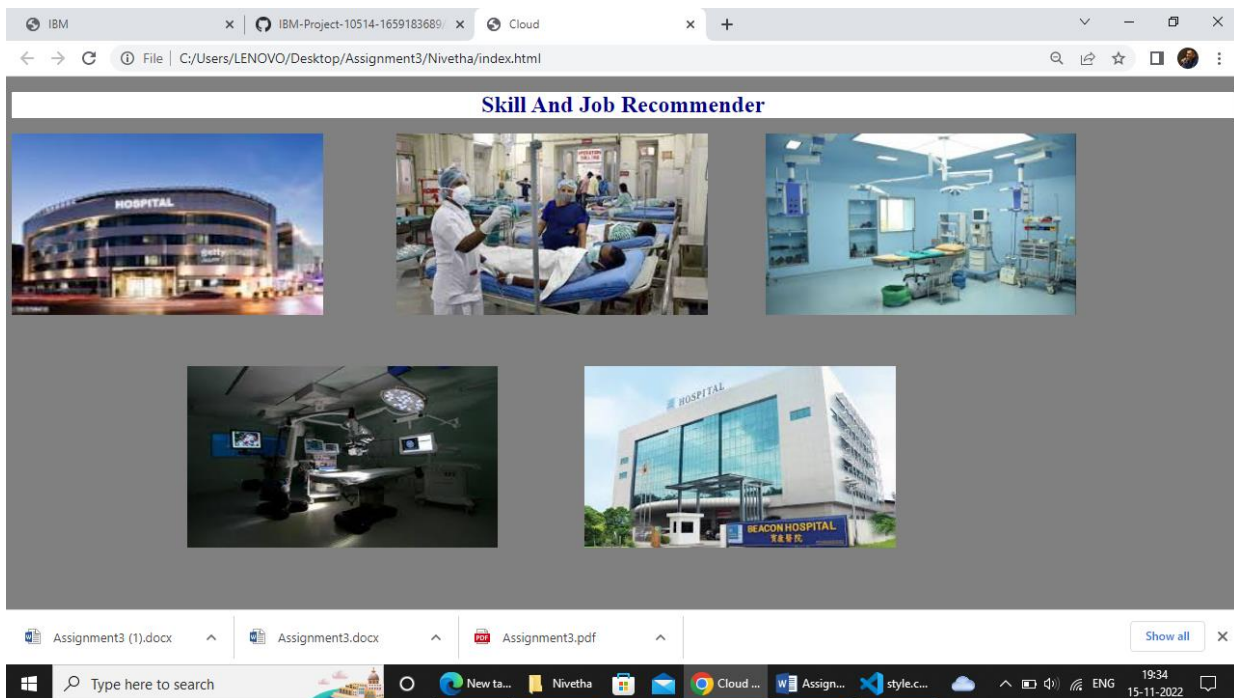 IBM
IBM-Project-10514-1659183689/
Cloud
File | C:/Users/LENOVO/Desktop/Assignment3/Nivetha/index.html
Skill And Job Recommender
HOSPITAL
HOSPITAL
BEACON HOSPITAL
Assignment3 (1).docx
Assignment3.docx
Assignment3.pdf
Show all
Type here to search
New ta...
Nivetha
Cloud ...
Assign...
style.c...
ENG
19:34
15-11-2022